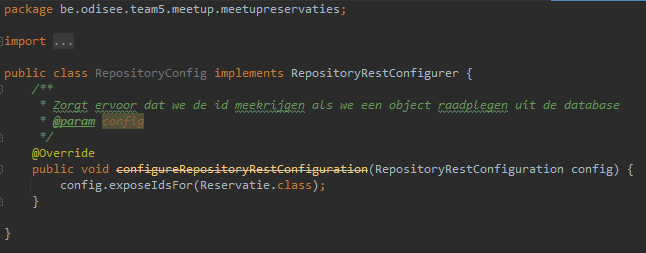 package be.odisee.team5.meetup.meetupreservaties;
import ...
public class RepositoryConfig implements RepositoryRestConfigurer {
/**
* Zorgt ervoor dat we de id meekrijgen als we een object raadplegen uit de database
* @param config
*/
@Override
public void configureRepositoryRestConfiguration(RepositoryRestConfiguration config) {
config.exposeIdsFor(Reservatie.class);
}
}